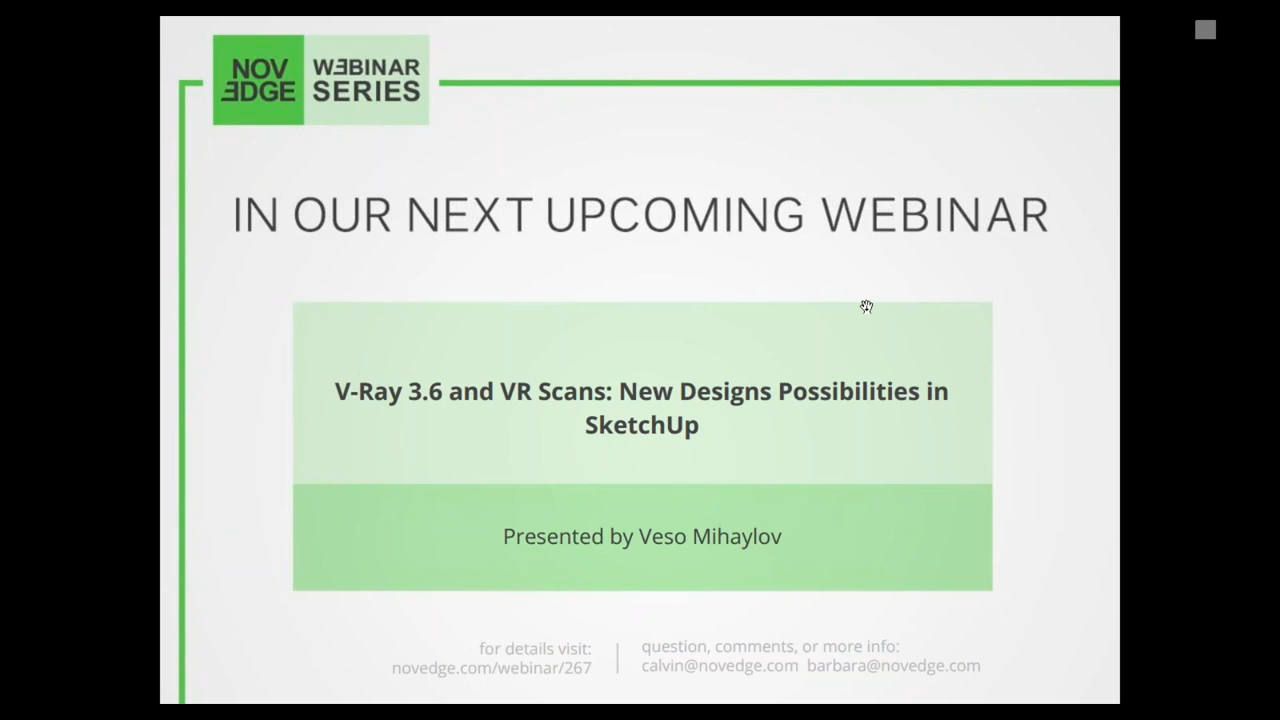 NOV
EDGE
WEBINAR
SERIES
IN OUR NEXT UPCOMING WEBINAR
V-Ray 3.6 and VR Scans: New Designs Possibilities in
SketchUp
Presented by Veso Mihaylov
for details visit:
novedge.com/webinar/267
question, comments, or more info:
calvin@novedge.com barbara@novedge.com